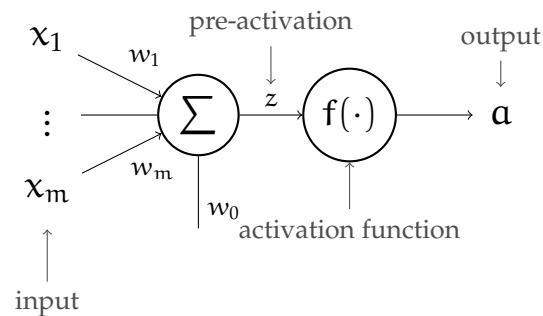 pre-activation
output
x₁
w₁
⋮
∑
z
f(·)
a
wₘ
xₘ
w₀
activation function
input